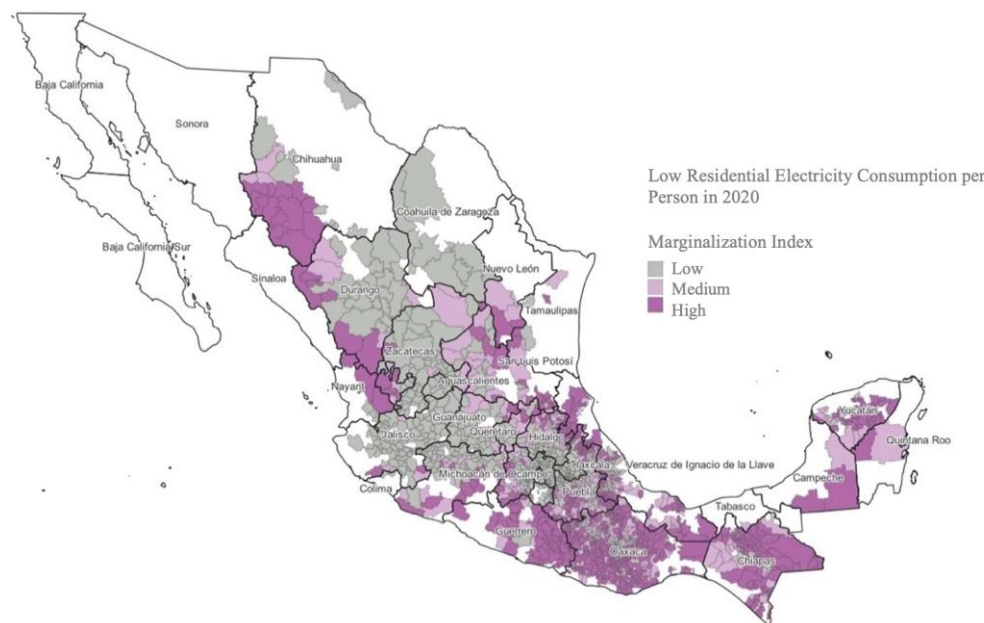 Baja California
Sonora
Chihuahua
Low Residential Electricity Consumption per
Person in 2020
Coahuila de Zaragoza
Baja California Sur
Marginalization Index
Low
Medium
High
Nuevo León
Sinaloa
Durango
Tamaulipas
Zacatecas
San Luis Potosí
Nayarit
Aguascalientes
Guanajuato
Yucatán
Jalisco
Querétaro
Hidalgo
Quintana Roo
Michoacán de Ocampo
Tlaxcala
Veracruz de Ignacio de la Llave
Campeche
Colima
Puebla
Tabasco
Guerrero
Oaxaca
Chiapas